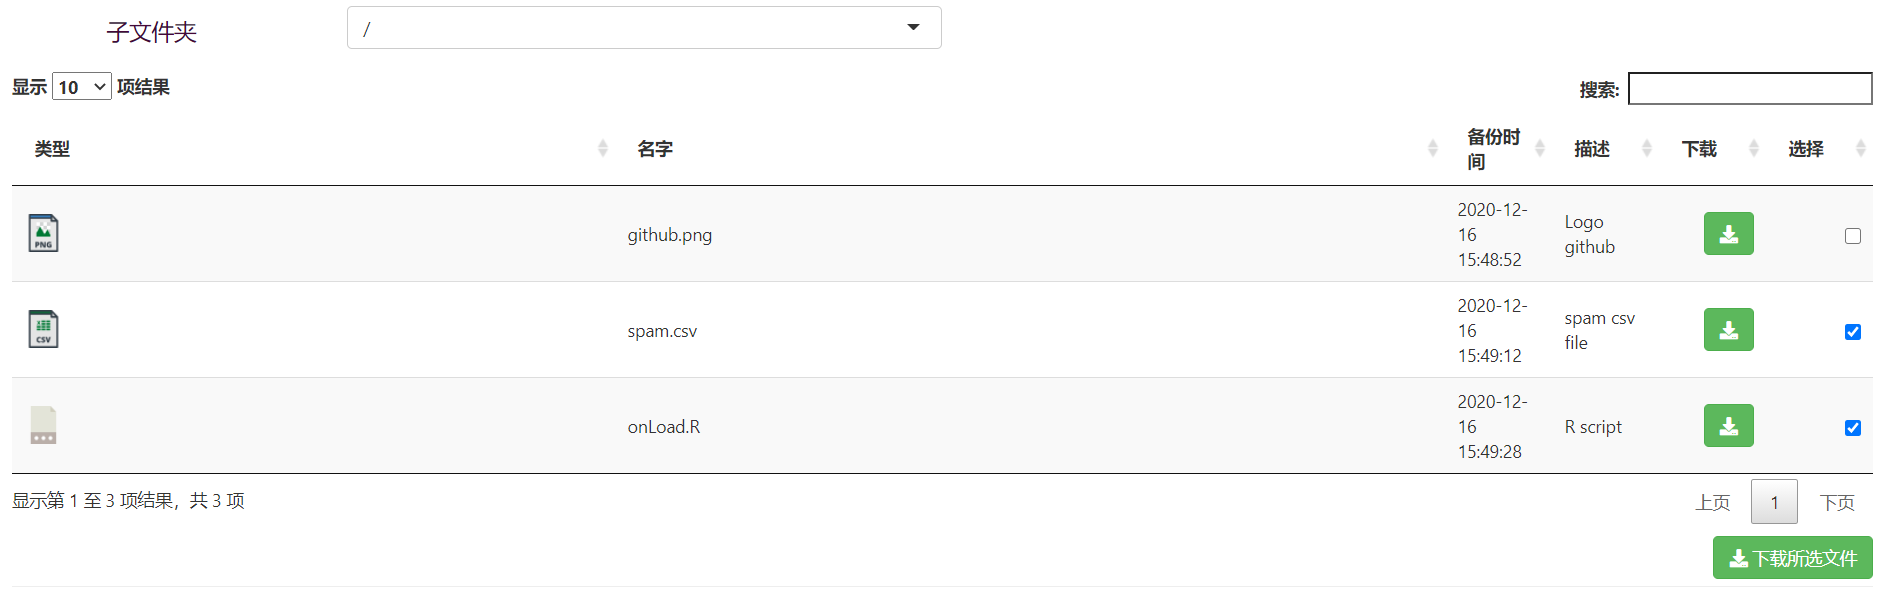 子文件夹
/
显示 10 项结果
搜索:
类型 名字 备份时间 描述 下载 选择
PNG github.png 2020-12-16 15:48:52 Logo github
CSV spam.csv 2020-12-16 15:49:12 spam csv file
onLoad.R 2020-12-16 15:49:28 R script
显示第 1 至 3 项结果，共 3 项
上页 1 下页
下载所选文件